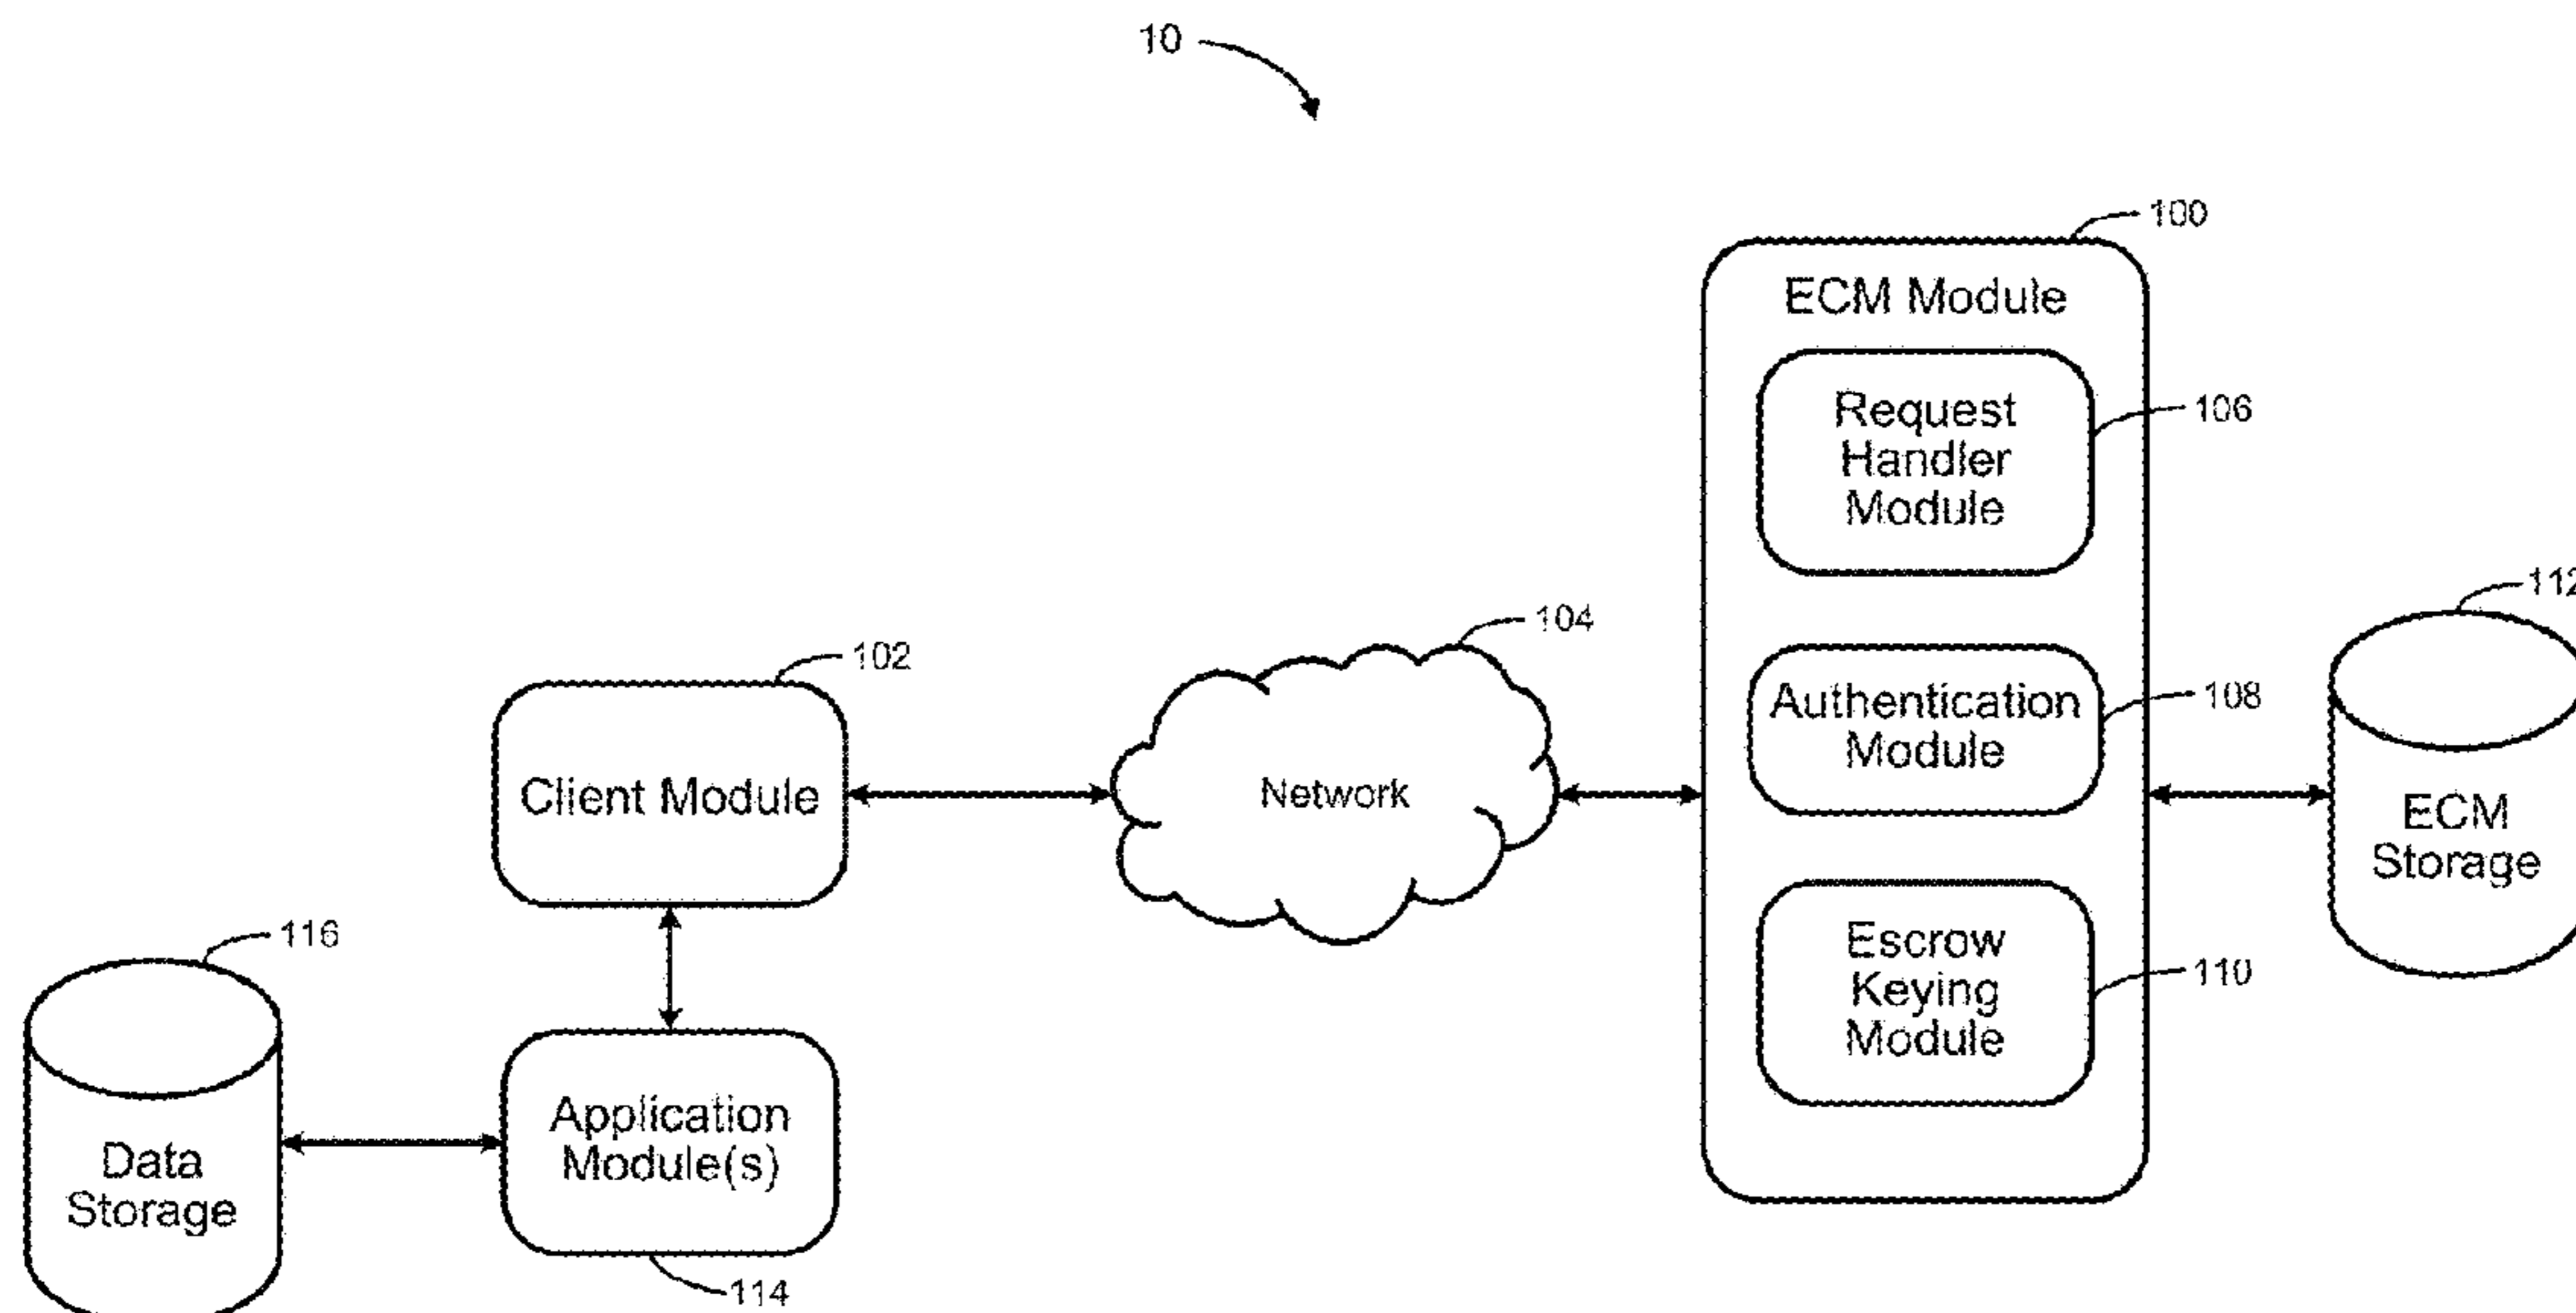 10
100
ECM Module
Request
Handler
Module
106
112
104
102
Authentication
Module
108
Client Module
Network
ECM
Storage
116
Escrow
Keying
Module
110
Application
Module(s)
Data
Storage
114